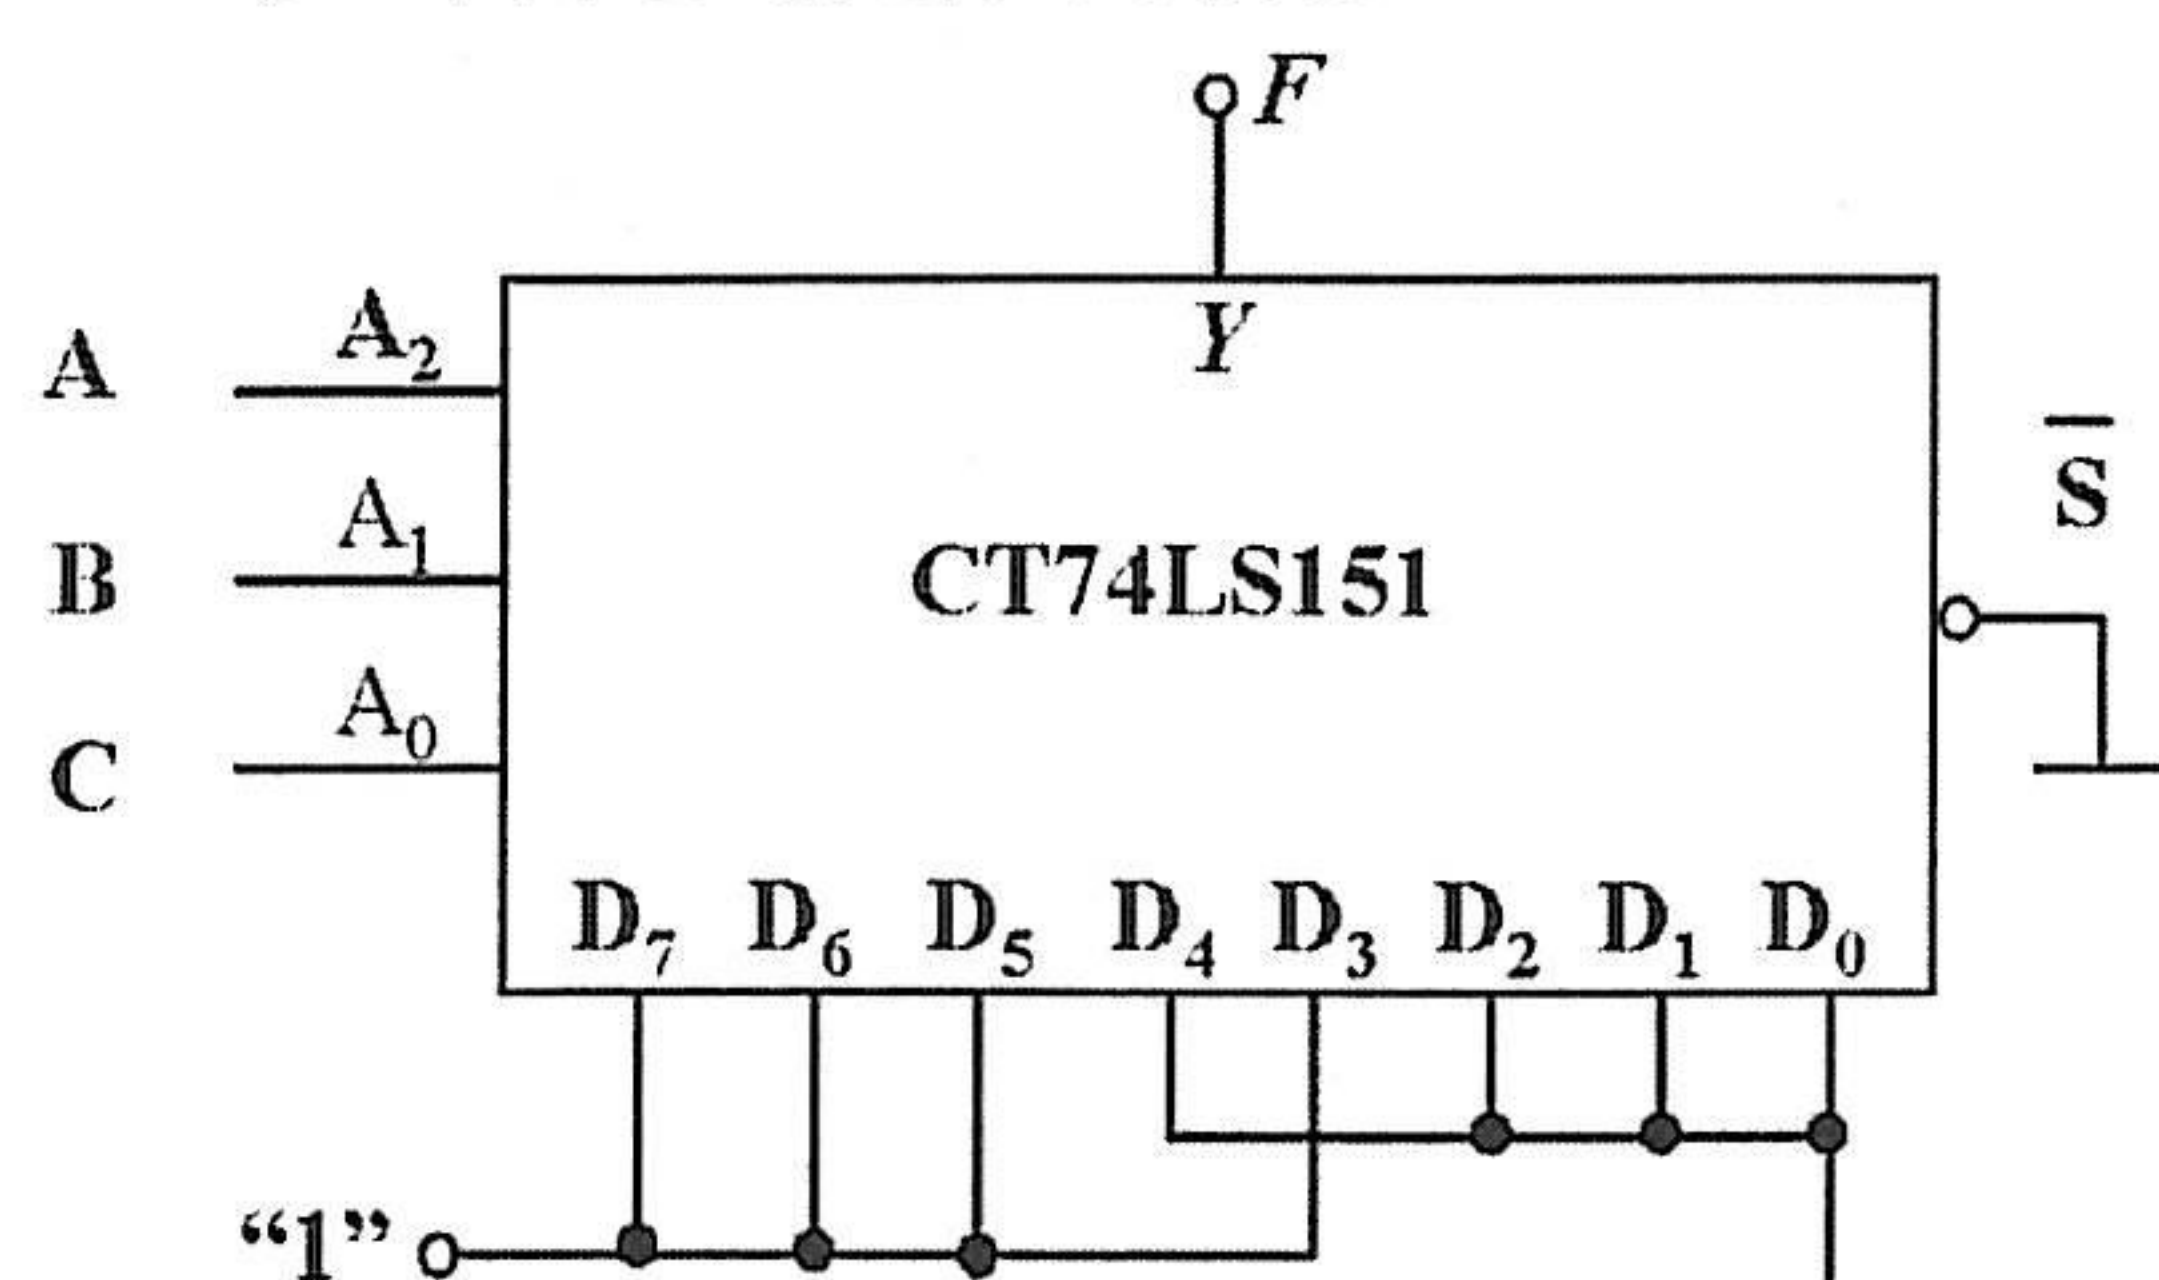 F
Y
A A₂
B A₁
C A₀
CT74LS151
S̅
D₇ D₆ D₅ D₄ D₃ D₂ D₁ D₀
“1”